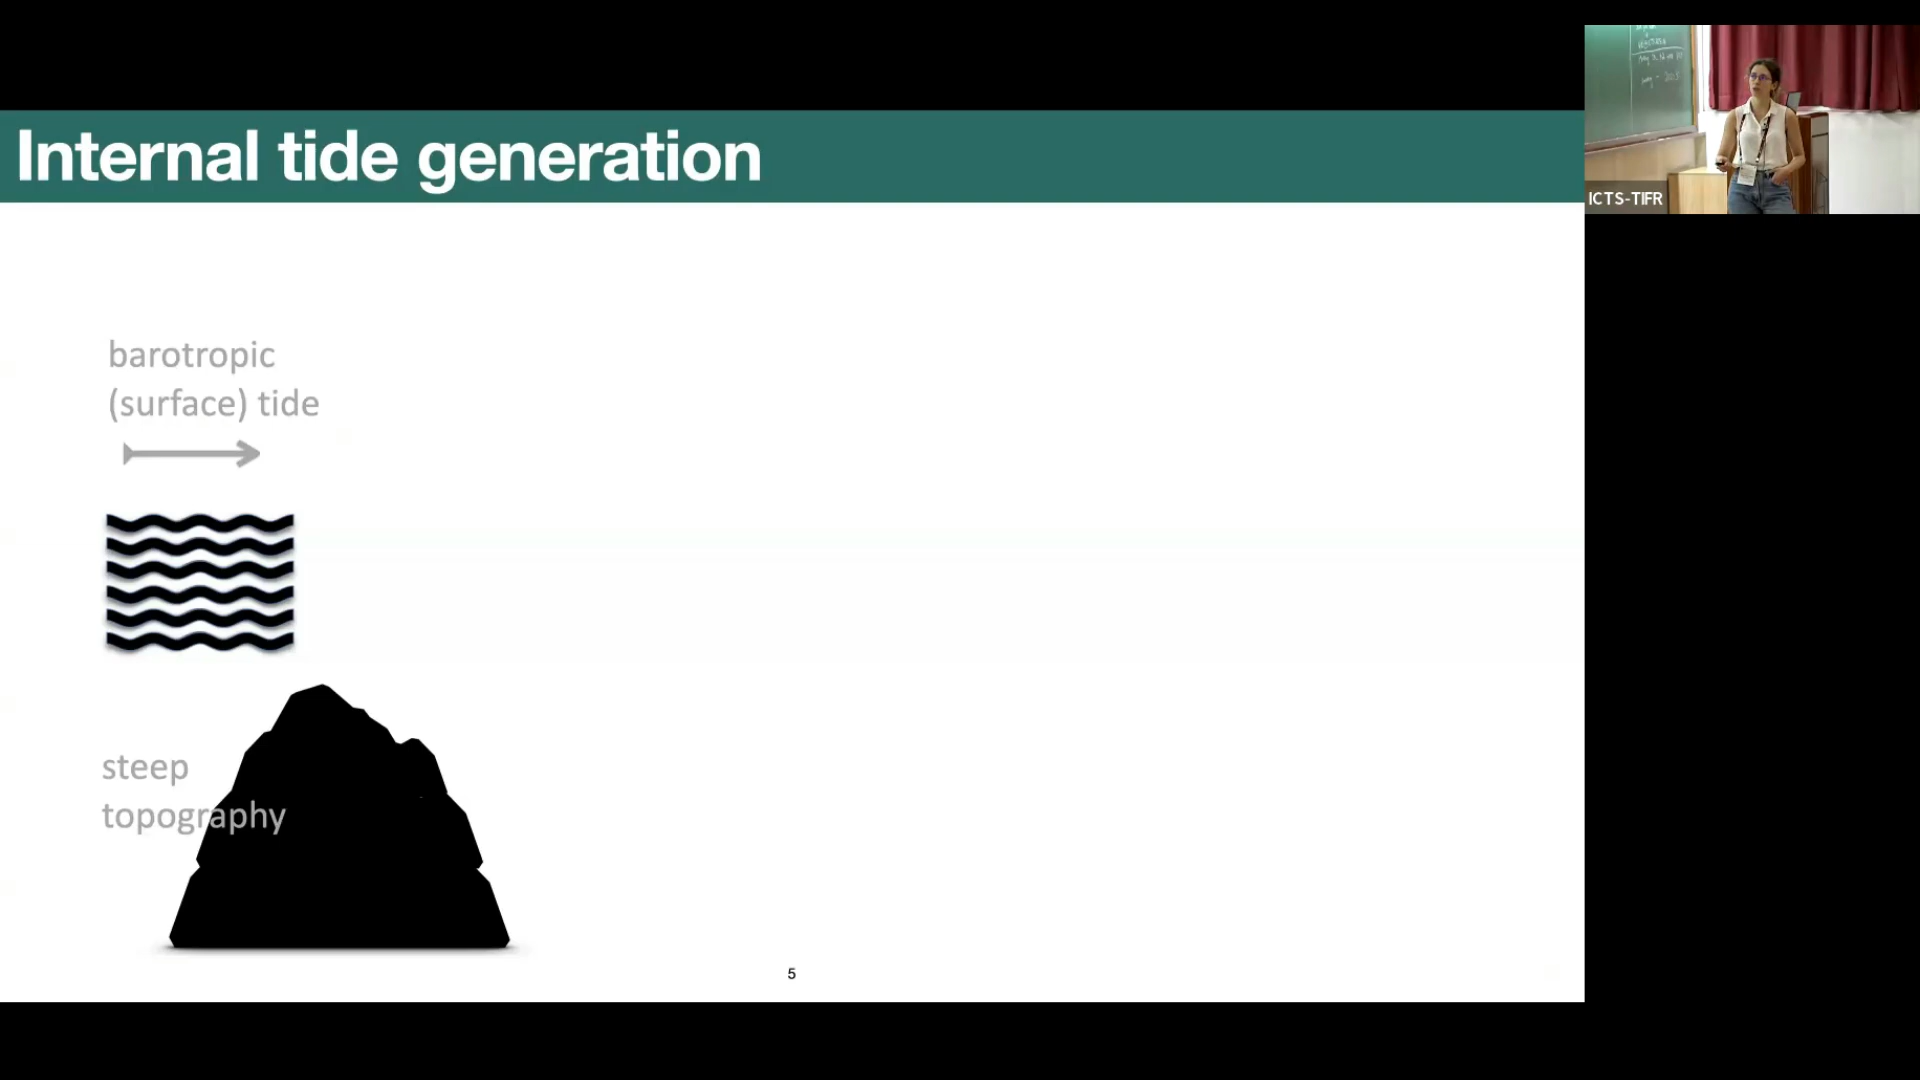 Internal tide generation
barotropic
(surface) tide
steep
topography
5
ICTS-TIFR